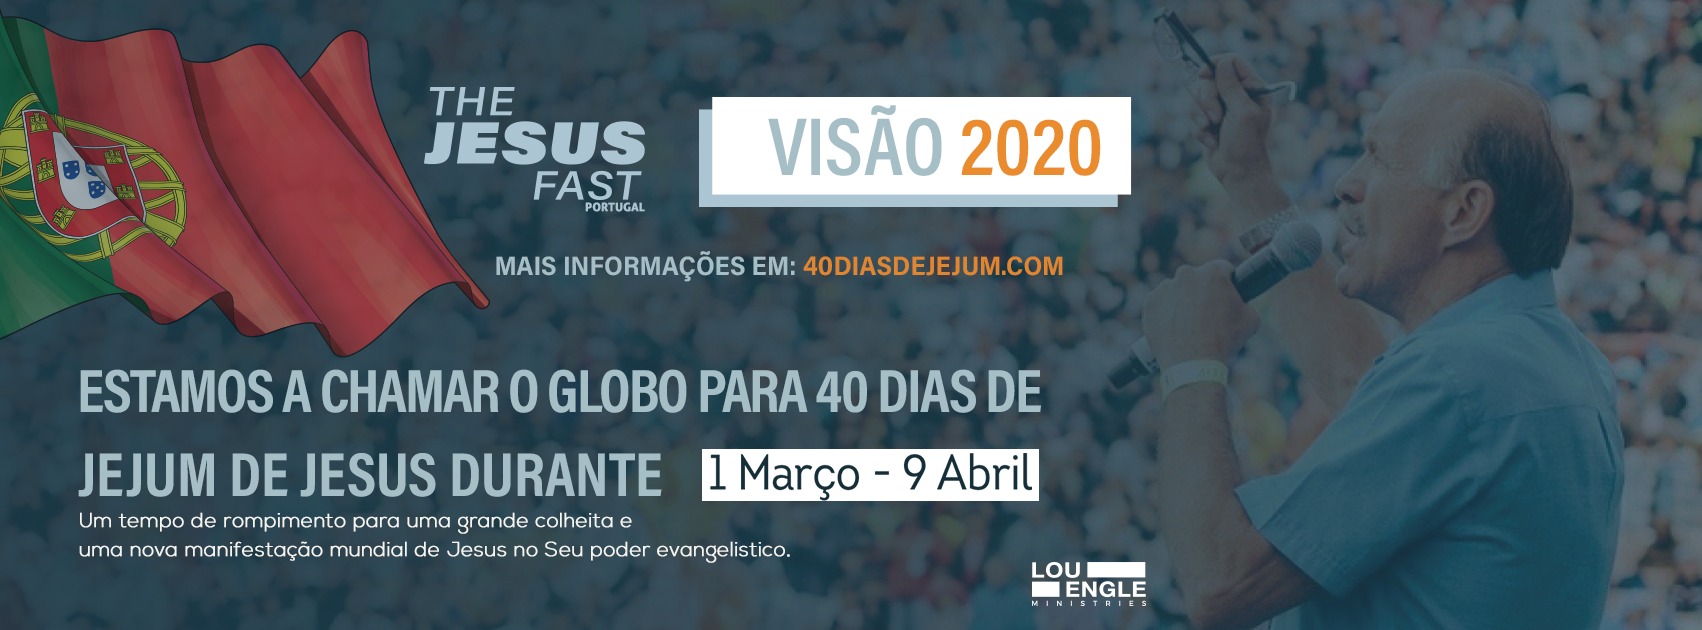 THE
JESUS
FAST
PORTUGAL
VISÃO 2020
MAIS INFORMAÇÕES EM: 40DIASDEJEJUM.COM
ESTAMOS A CHAMAR O GLOBO PARA 40 DIAS DE
JEJUM DE JESUS DURANTE 1 Março - 9 Abril
Um tempo de rompimento para uma grande colheita e
uma nova manifestação mundial de Jesus no Seu poder evangelistico.
LOU
ENGLE
MINISTRIES